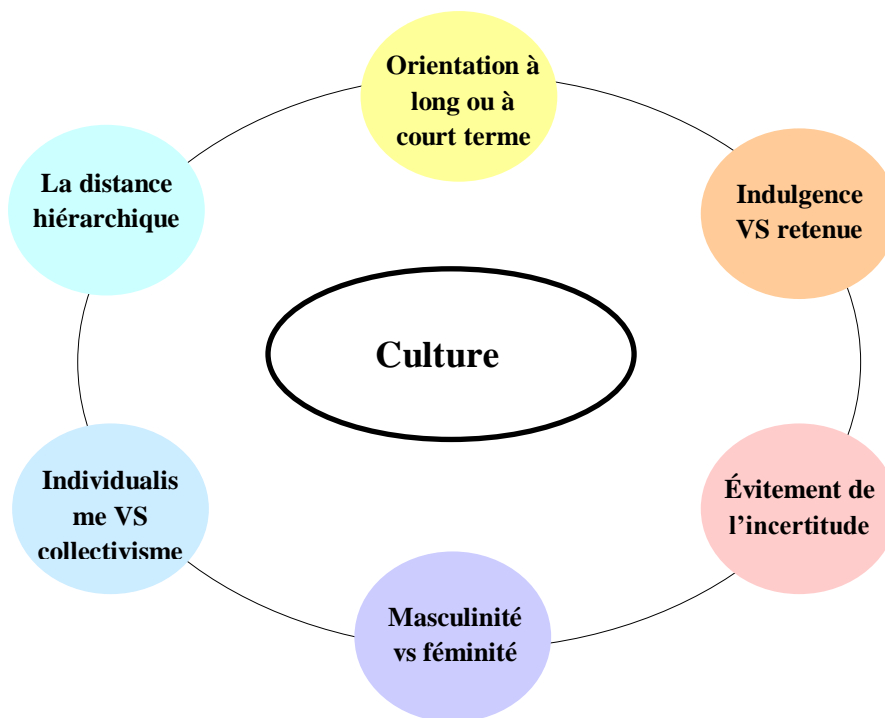 Orientation à
long ou à
court terme
La distance
hiérarchique
Indulgence
VS retenue
Culture
Individualis
me VS
collectivisme
Évitement de
l’incertitude
Masculinité
vs féminité